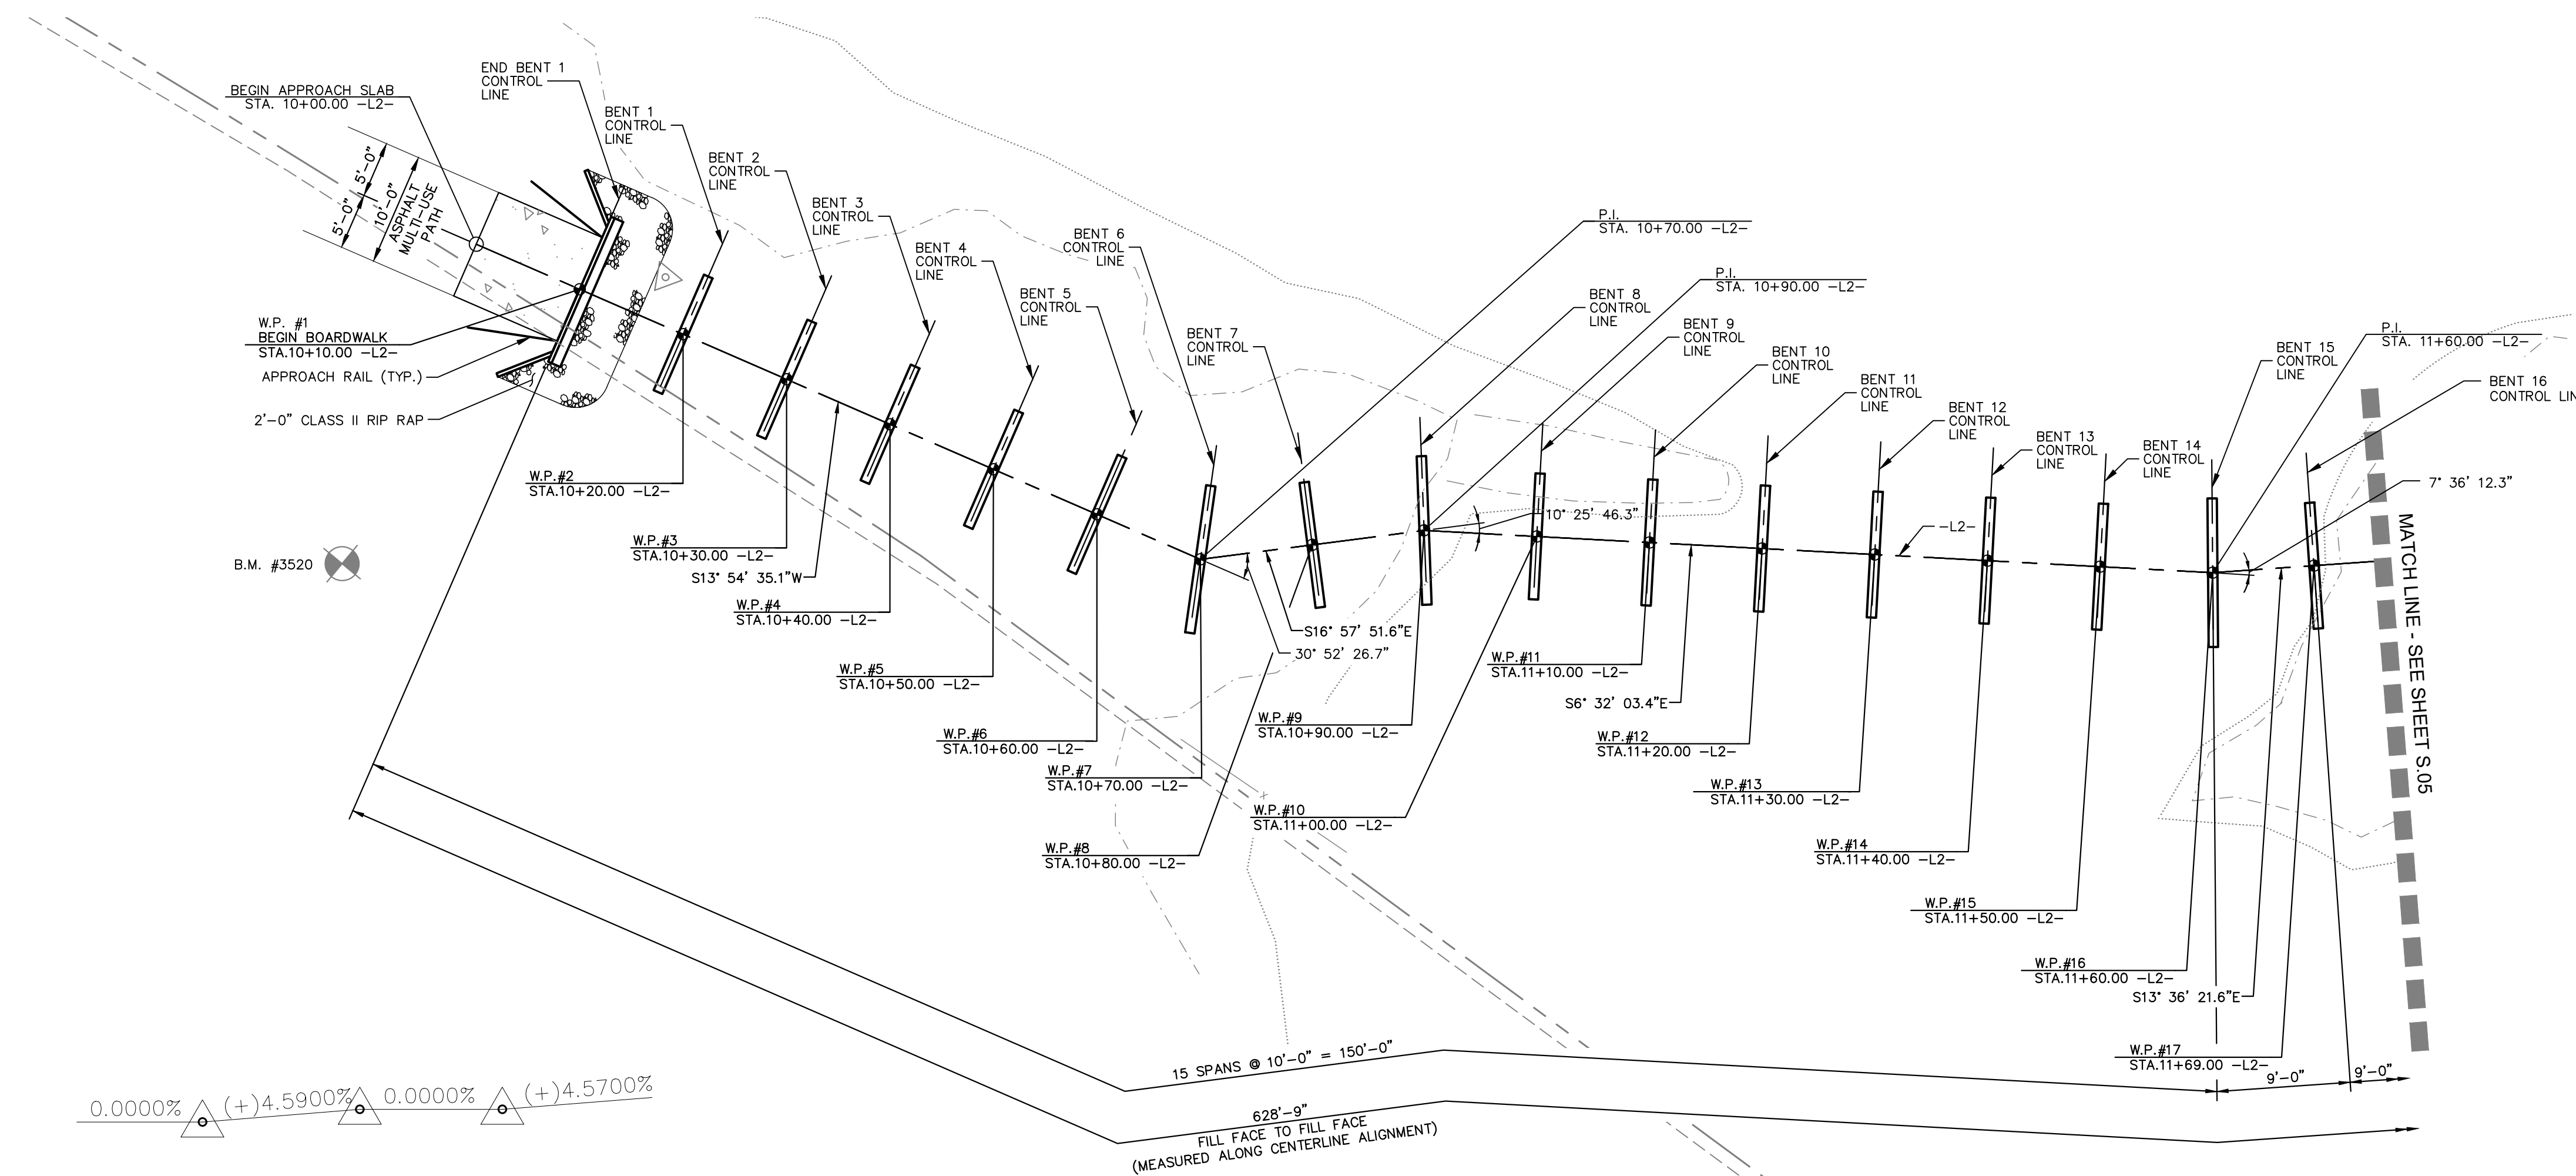 BEGIN APPROACH SLAB
STA. 10+00.00 -L2-
END BENT 1
CONTROL
LINE
BENT 1
CONTROL
LINE
BENT 2
CONTROL
LINE
BENT 3
CONTROL
LINE
BENT 4
CONTROL
LINE
BENT 5
CONTROL
LINE
BENT 6
CONTROL
LINE
BENT 7
CONTROL
LINE
P.I.
STA. 10+70.00 -L2-
P.I.
STA. 10+90.00 -L2-
BENT 8
CONTROL
LINE
BENT 9
CONTROL
LINE
BENT 10
CONTROL
LINE
BENT 11
CONTROL
LINE
BENT 12
CONTROL
LINE
BENT 13
CONTROL
LINE
BENT 14
CONTROL
LINE
BENT 15
CONTROL
LINE
P.I.
STA. 11+60.00 -L2-
BENT 16
CONTROL LIN
5'-0"
5'-0"
10'-0"
ASPHALT
MULTI-USE
PATH
W.P. #1
BEGIN BOARDWALK
STA.10+10.00 -L2-
APPROACH RAIL (TYP.)
2'-0" CLASS II RIP RAP
B.M. #3520
W.P.#2
STA.10+20.00 -L2-
W.P.#3
STA.10+30.00 -L2-
S13° 54' 35.1"W
W.P.#4
STA.10+40.00 -L2-
W.P.#5
STA.10+50.00 -L2-
W.P.#6
STA.10+60.00 -L2-
W.P.#7
STA.10+70.00 -L2-
W.P.#8
STA.10+80.00 -L2-
S16° 57' 51.6"E
30° 52' 26.7"
10° 25' 46.3"
W.P.#9
STA.10+90.00 -L2-
W.P.#10
STA.11+00.00 -L2-
W.P.#11
STA.11+10.00 -L2-
S6° 32' 03.4"E
-L2-
W.P.#12
STA.11+20.00 -L2-
W.P.#13
STA.11+30.00 -L2-
W.P.#14
STA.11+40.00 -L2-
W.P.#15
STA.11+50.00 -L2-
W.P.#16
STA.11+60.00 -L2-
S13° 36' 21.6"E
W.P.#17
STA.11+69.00 -L2-
7° 36' 12.3"
MATCH LINE - SEE SHEET S.05
9'-0"
9'-0"
15 SPANS @ 10'-0" = 150'-0"
628'-9"
FILL FACE TO FILL FACE
(MEASURED ALONG CENTERLINE ALIGNMENT)
0.0000%
(+)4.5900%
0.0000%
(+)4.5700%